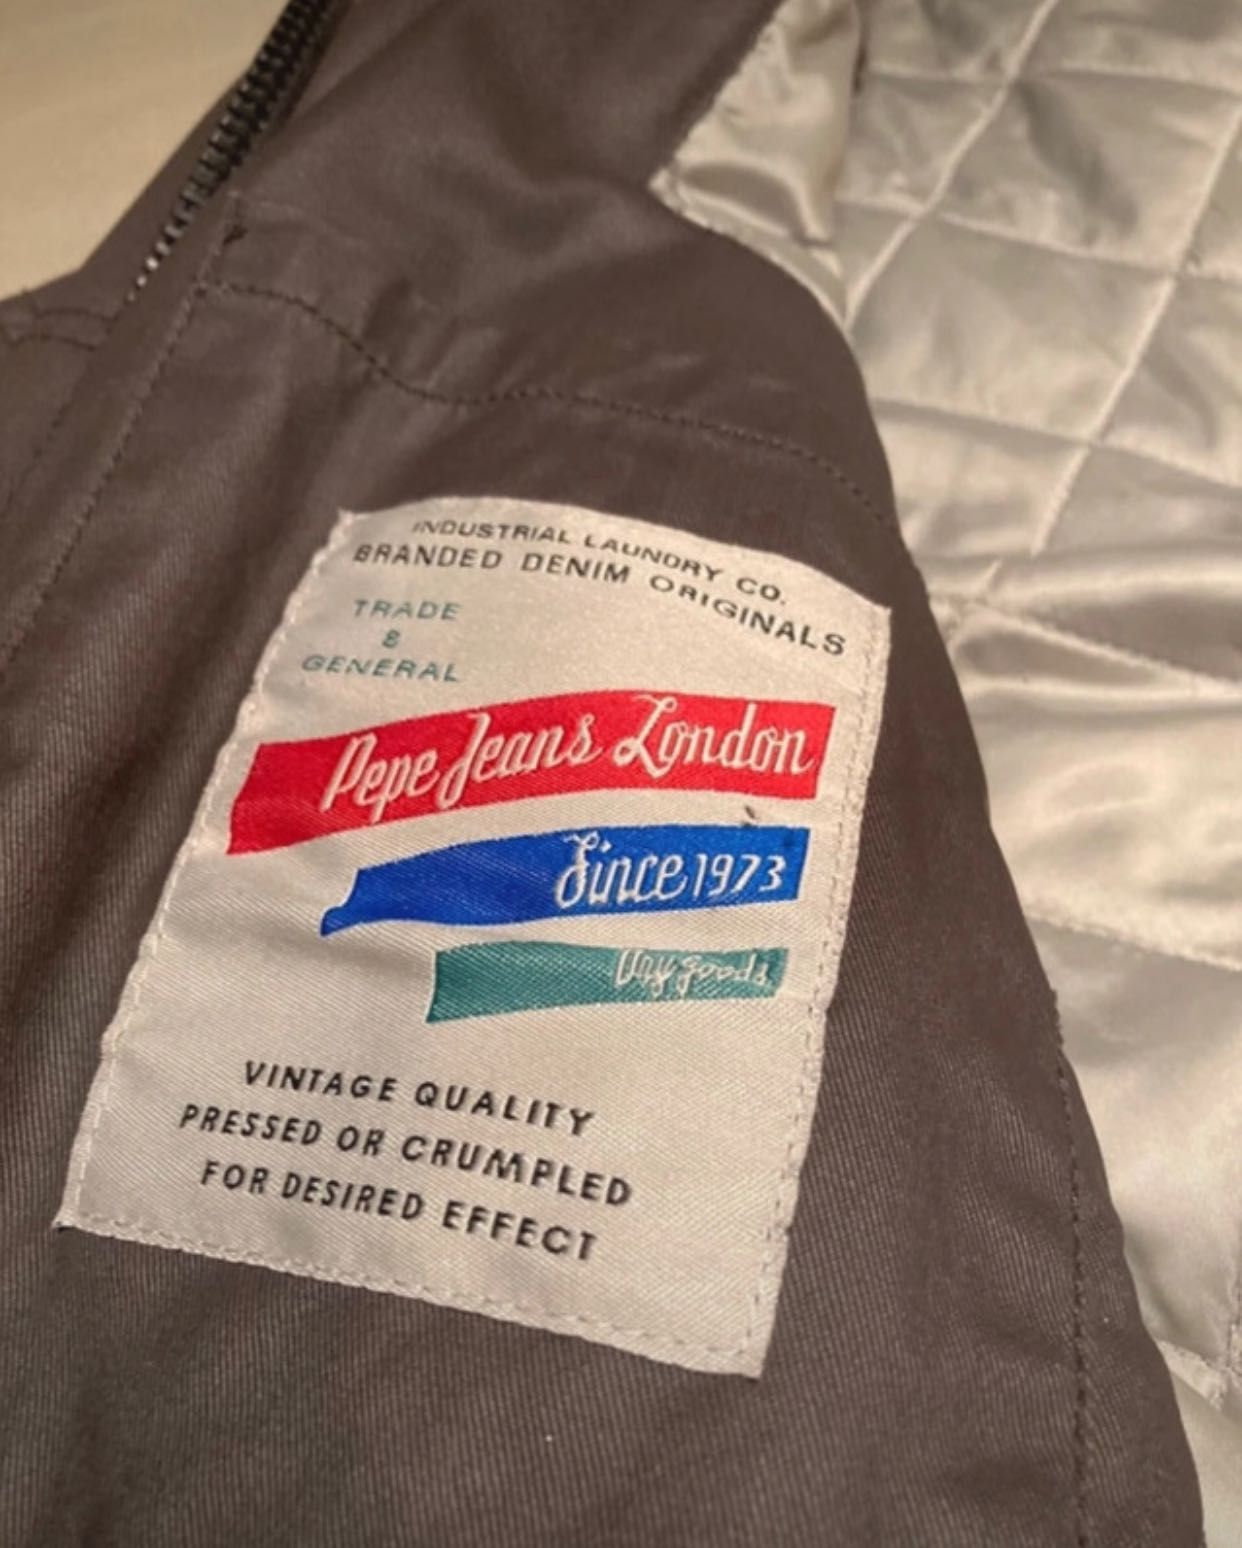 INDUSTRIAL LAUNDRY CO.
BRANDED DENIM ORIGINALS
TRADE
&
GENERAL
Pepe Jeans London
Since 1973
Dry goods
VINTAGE QUALITY
PRESSED OR CRUMPLED
FOR DESIRED EFFECT